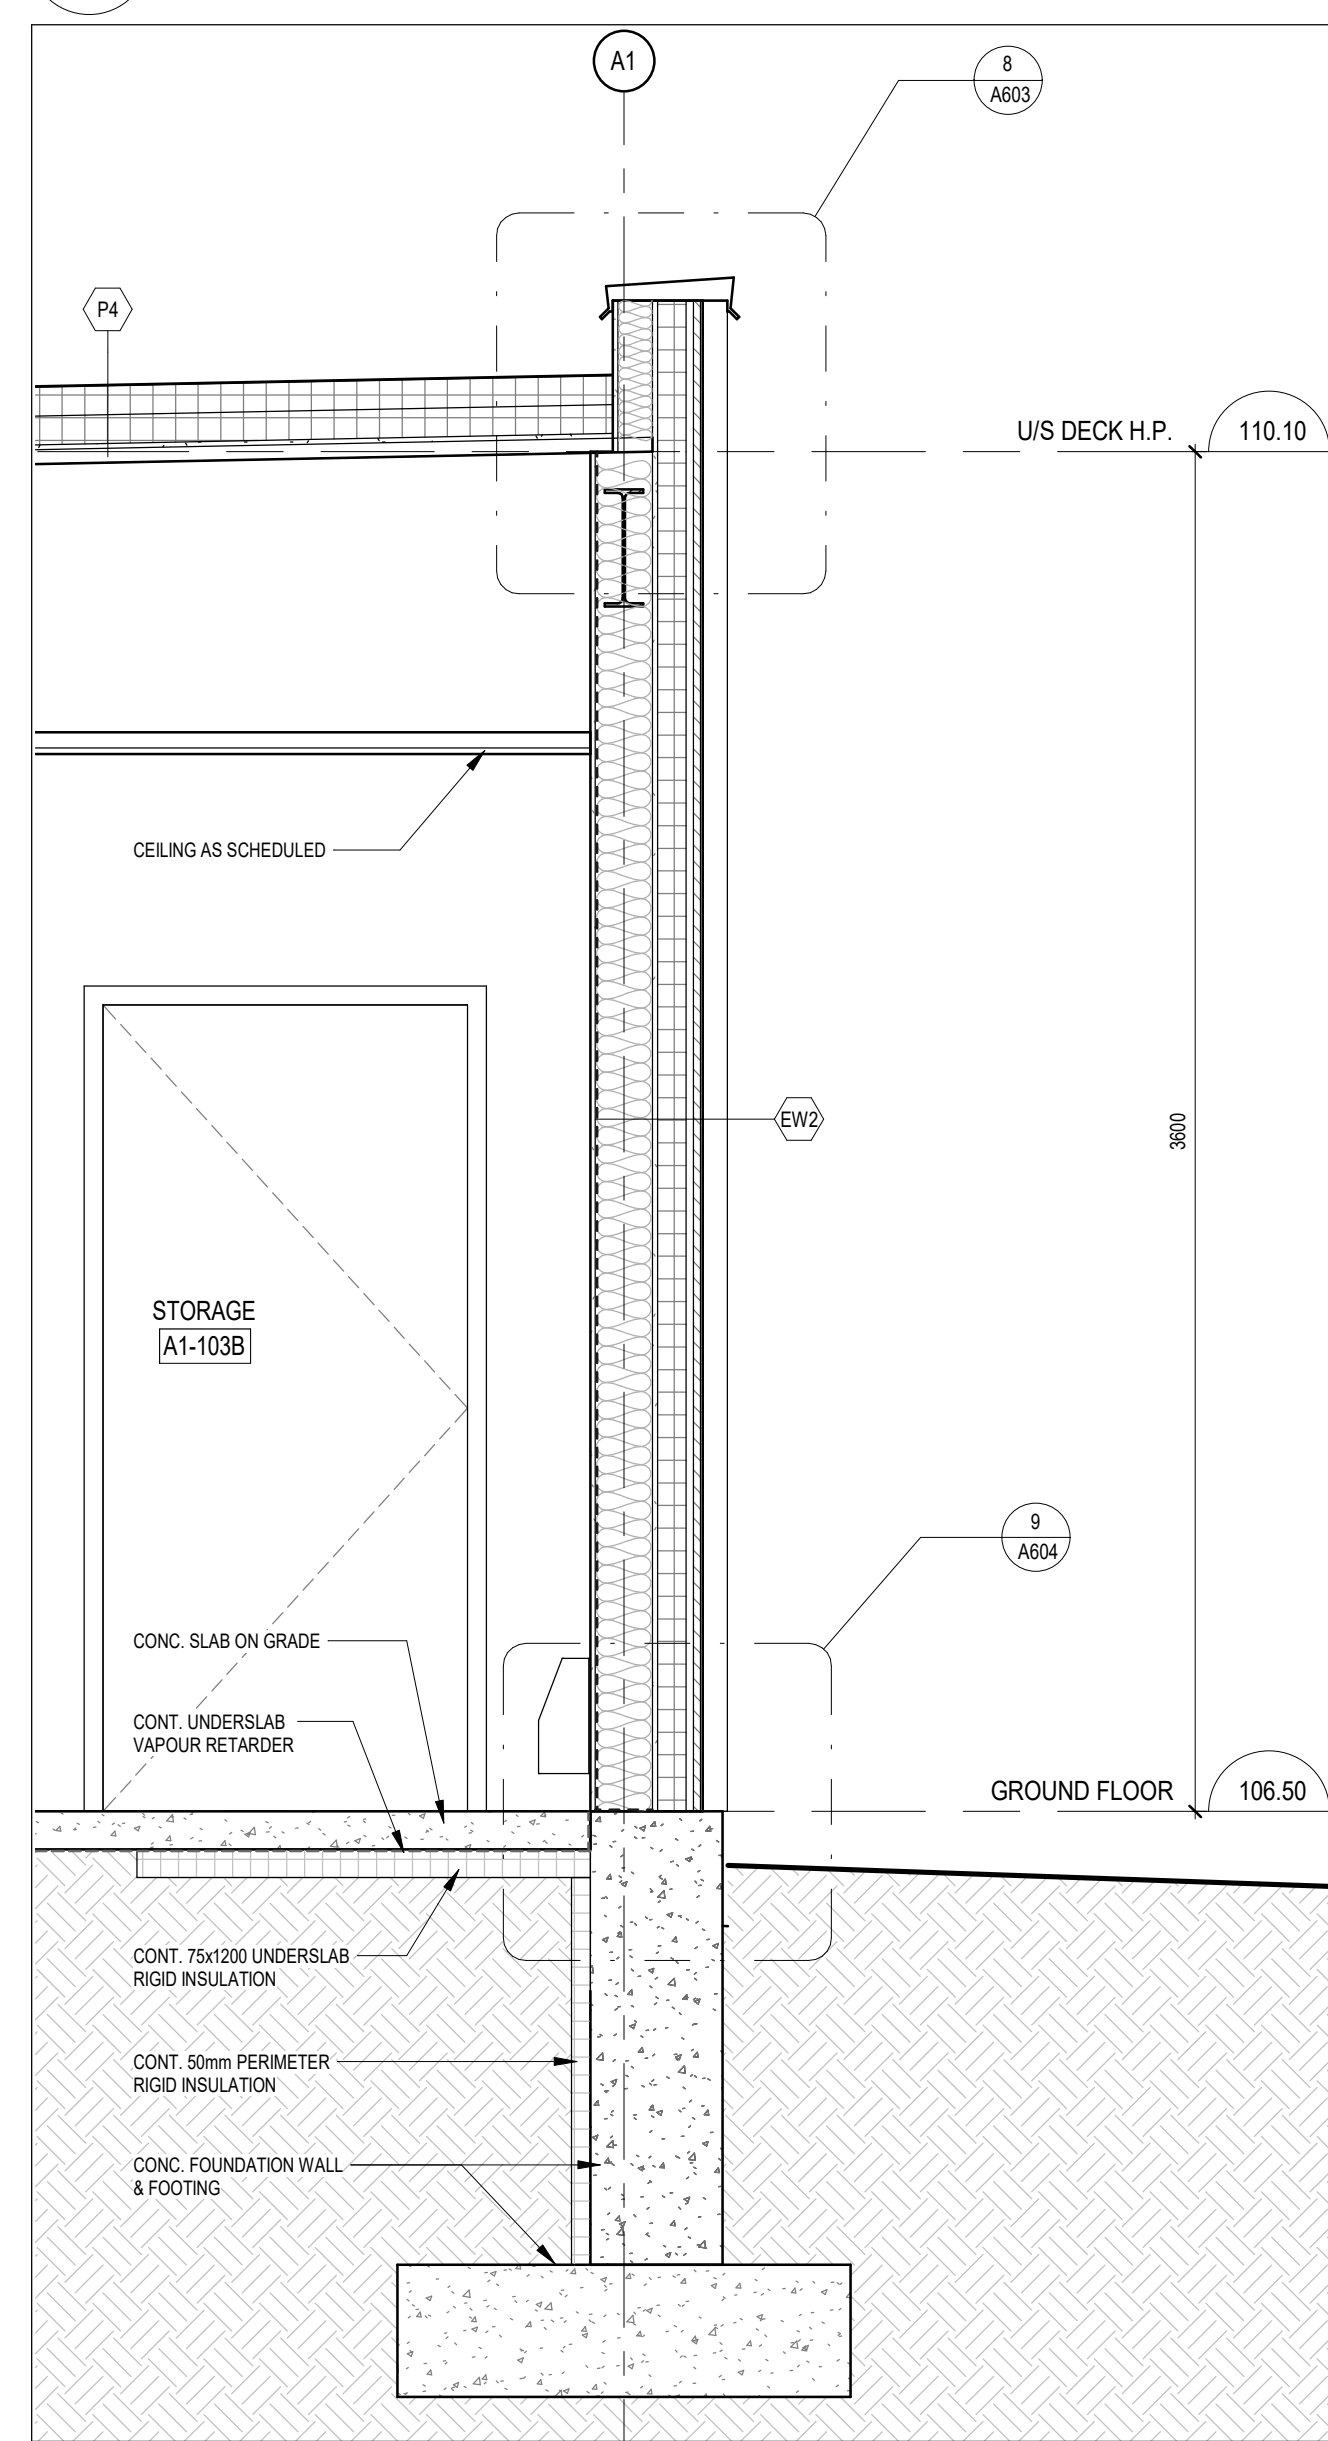 A1
8
A603
P4
U/S DECK H.P.
110.10
CEILING AS SCHEDULED
3600
EW2
STORAGE
A1-103B
9
A604
CONC. SLAB ON GRADE
CONT. UNDERSLAB
VAPOUR RETARDER
GROUND FLOOR
106.50
CONT. 75x1200 UNDERSLAB
RIGID INSULATION
CONT. 50mm PERIMETER
RIGID INSULATION
CONC. FOUNDATION WALL
& FOOTING